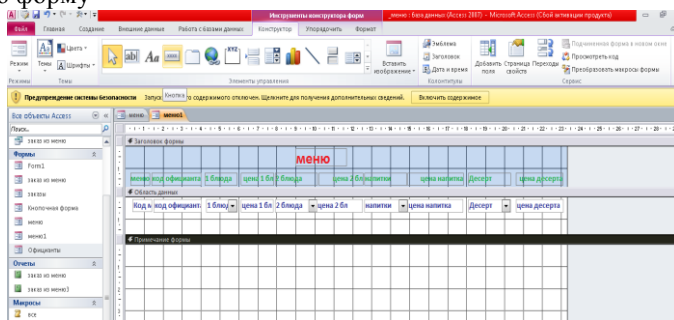 ю форму
Инструменты конструктора форм
_меню : база данных (Access 2007) - Microsoft Access (Сбой активации продукта)
Файл Главная Создание Внешние данные Работа с базами данных Конструктор Упорядочить Формат
Режим Темы Цвета Шрифты Aa ab XYZ Вставить изображение Эмблема Заголовок Дата и время Добавить поля Страница свойств Переходы Подчиненная форма в новом окне Просмотреть код Преобразовать макросы формы
Режимы Темы Элементы управления Сервис
Предупреждение системы безопасности Запуск Кнопка о содержимого отключен. Щелкните для получения дополнительных сведений. Включить содержимое
Все объекты Access меню меню1
Поиск...
заказ из меню
Заголовок формы
Формы
Form1
меню
заказ из меню
код официанта 1 блюда цена 1 бл 2 блюда цена 2 бл напитки цена напитка Десерт цена десерта
заказы
Область данных
Кнопочная форма
Код м код официант 1 блюд цена 1 бл 2 блюда цена 2 бл напитки цена напитка Десерт цена десерта
меню
меню1
Примечание формы
Официанты
Отчеты
заказ из меню
заказ из меню3
Макросы
все